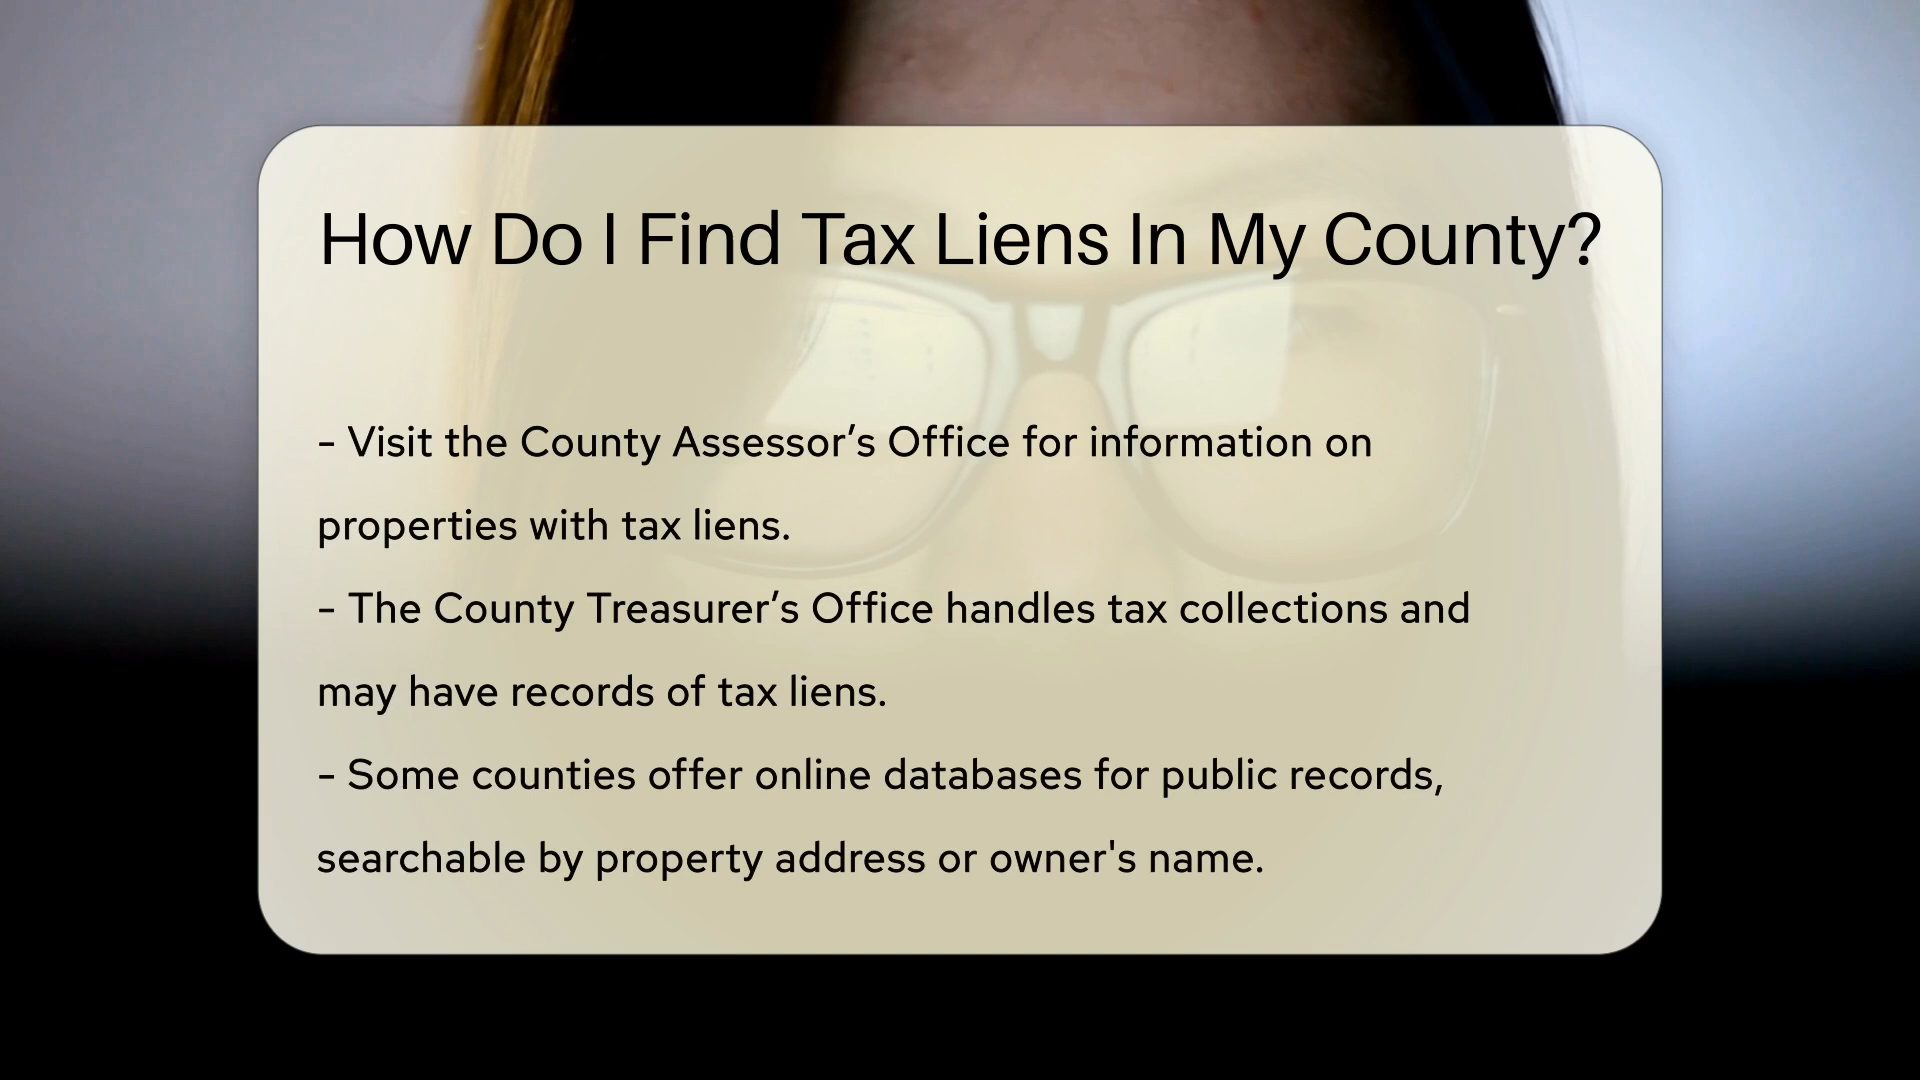 How Do I Find Tax Liens In My County?
- Visit the County Assessor’s Office for information on
properties with tax liens.
- The County Treasurer’s Office handles tax collections and
may have records of tax liens.
- Some counties offer online databases for public records,
searchable by property address or owner's name.